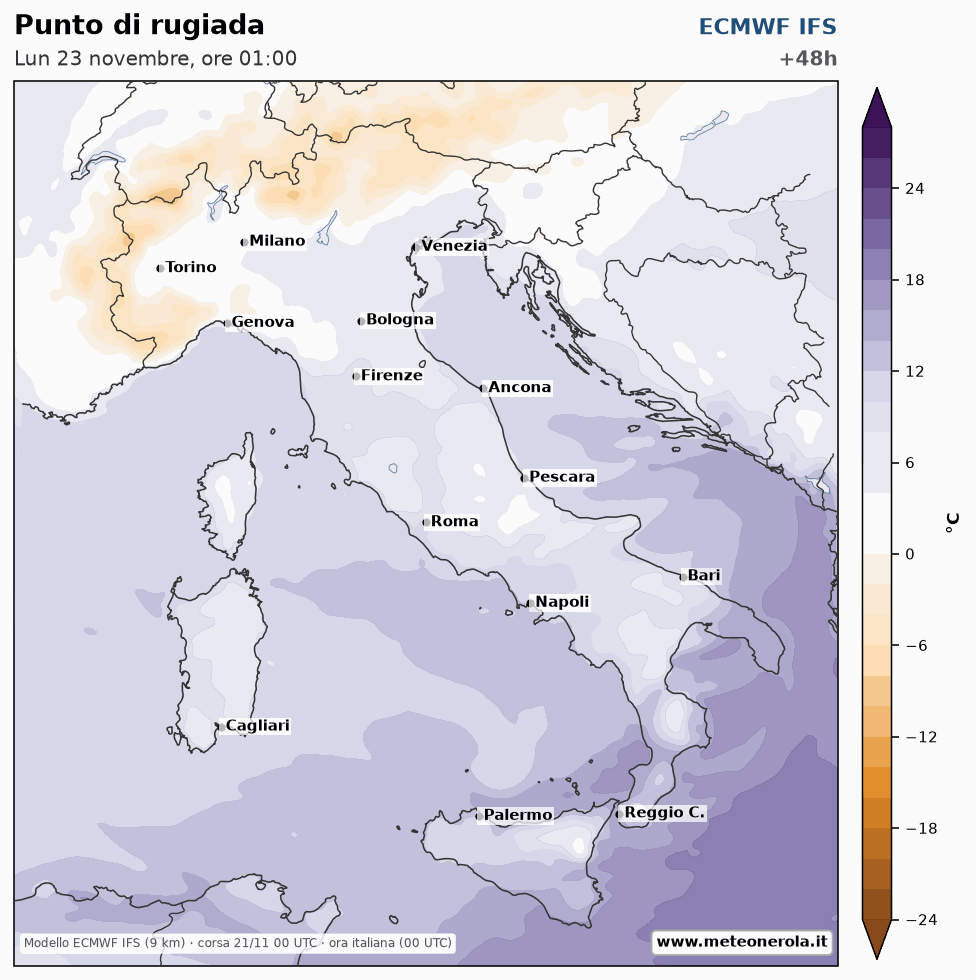 Punto di rugiada
ECMWF IFS
Lun 23 novembre, ore 01:00
+48h
Milano
Venezia
Torino
Genova
Bologna
Firenze
Ancona
Pescara
Roma
Bari
Napoli
Cagliari
Palermo
Reggio C.
24
18
12
6
0
−6
−12
−18
−24
°C
Modello ECMWF IFS (9 km) · corsa 21/11 00 UTC · ora italiana (00 UTC)
www.meteonerola.it